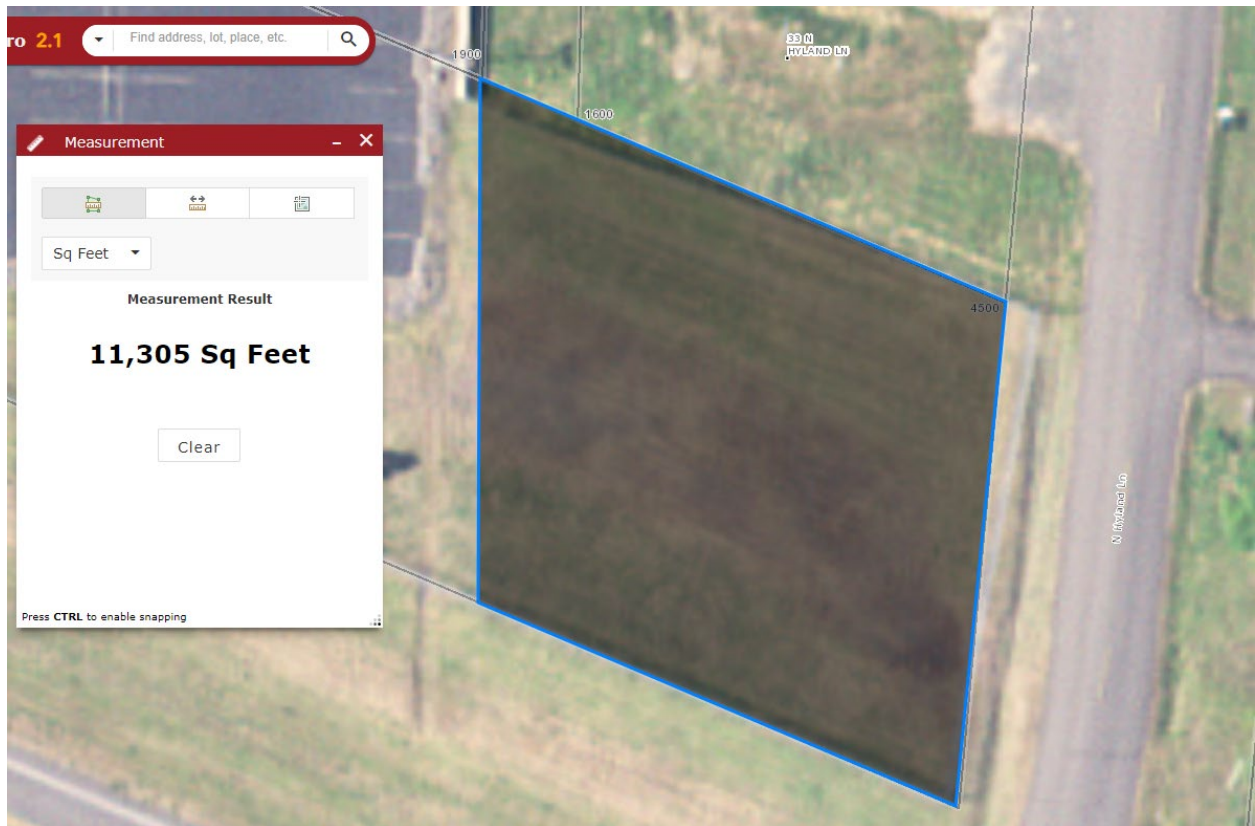 ro 2.1
Find address, lot, place, etc.
33 N
HYLAND LN
1900
1600
Measurement
Sq Feet
Measurement Result
11,305 Sq Feet
4500
Clear
N Hyland Ln
Press CTRL to enable snapping